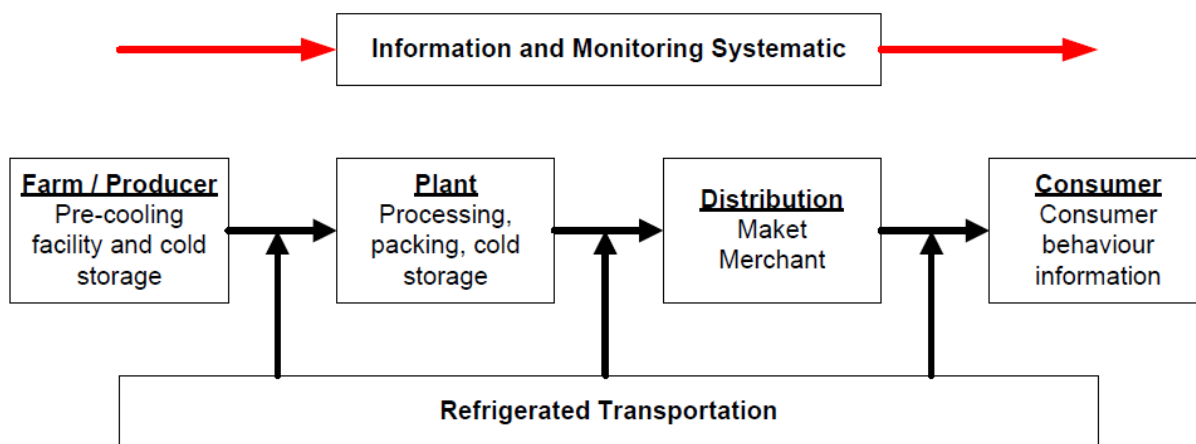 Information and Monitoring Systematic
Farm / Producer
Pre-cooling
facility and cold
storage
Plant
Processing,
packing, cold
storage
Distribution
Maket
Merchant
Consumer
Consumer
behaviour
information
Refrigerated Transportation